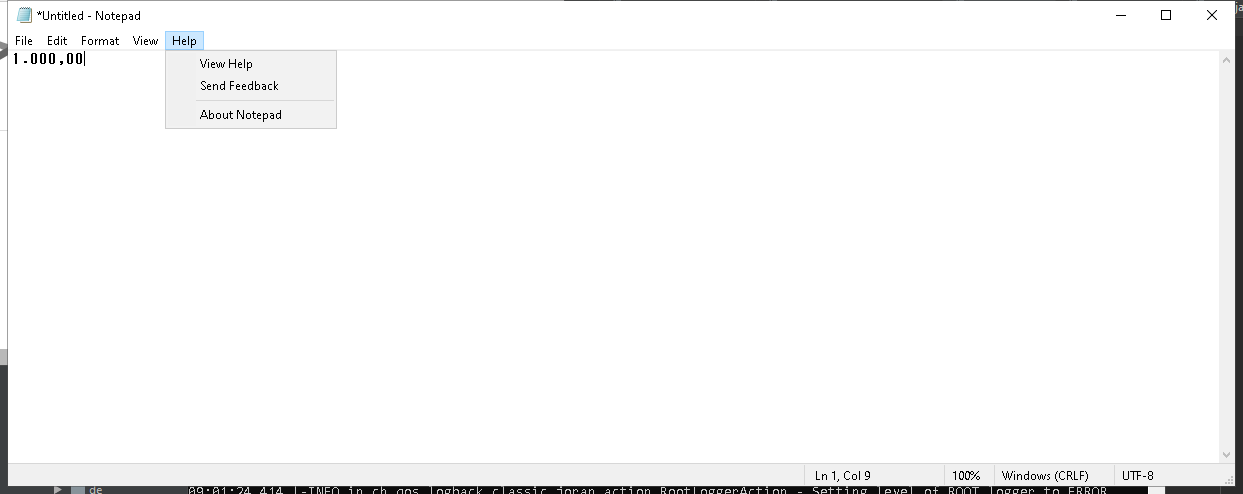 *Untitled - Notepad
File Edit Format View Help
1.000,00
View Help
Send Feedback
About Notepad
Ln 1, Col 9 100% Windows (CRLF) UTF-8
de 09:01:24,414 |-INFO in ch.qos.logback.classic.joran.action.RootLoggerAction - Setting level of ROOT logger to ERROR